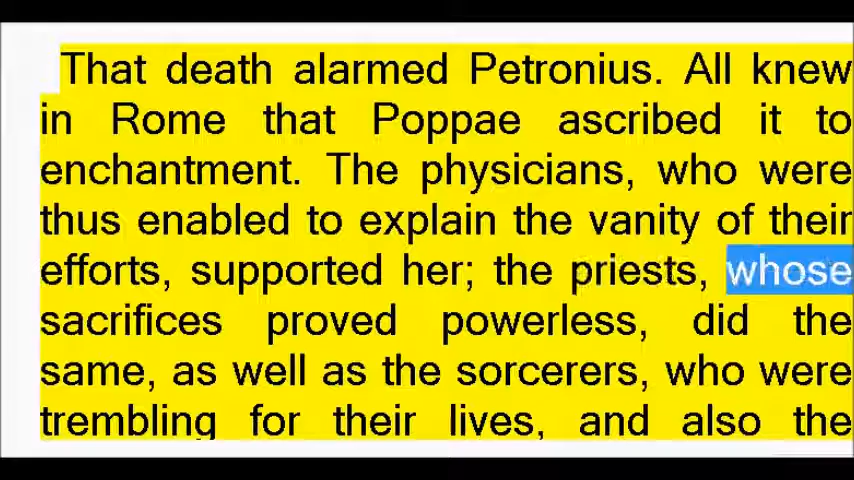 That death alarmed Petronius. All knew
in Rome that Poppae ascribed it to
enchantment. The physicians, who were
thus enabled to explain the vanity of their
efforts, supported her; the priests, whose
sacrifices proved powerless, did the
same, as well as the sorcerers, who were
trembling for their lives, and also the